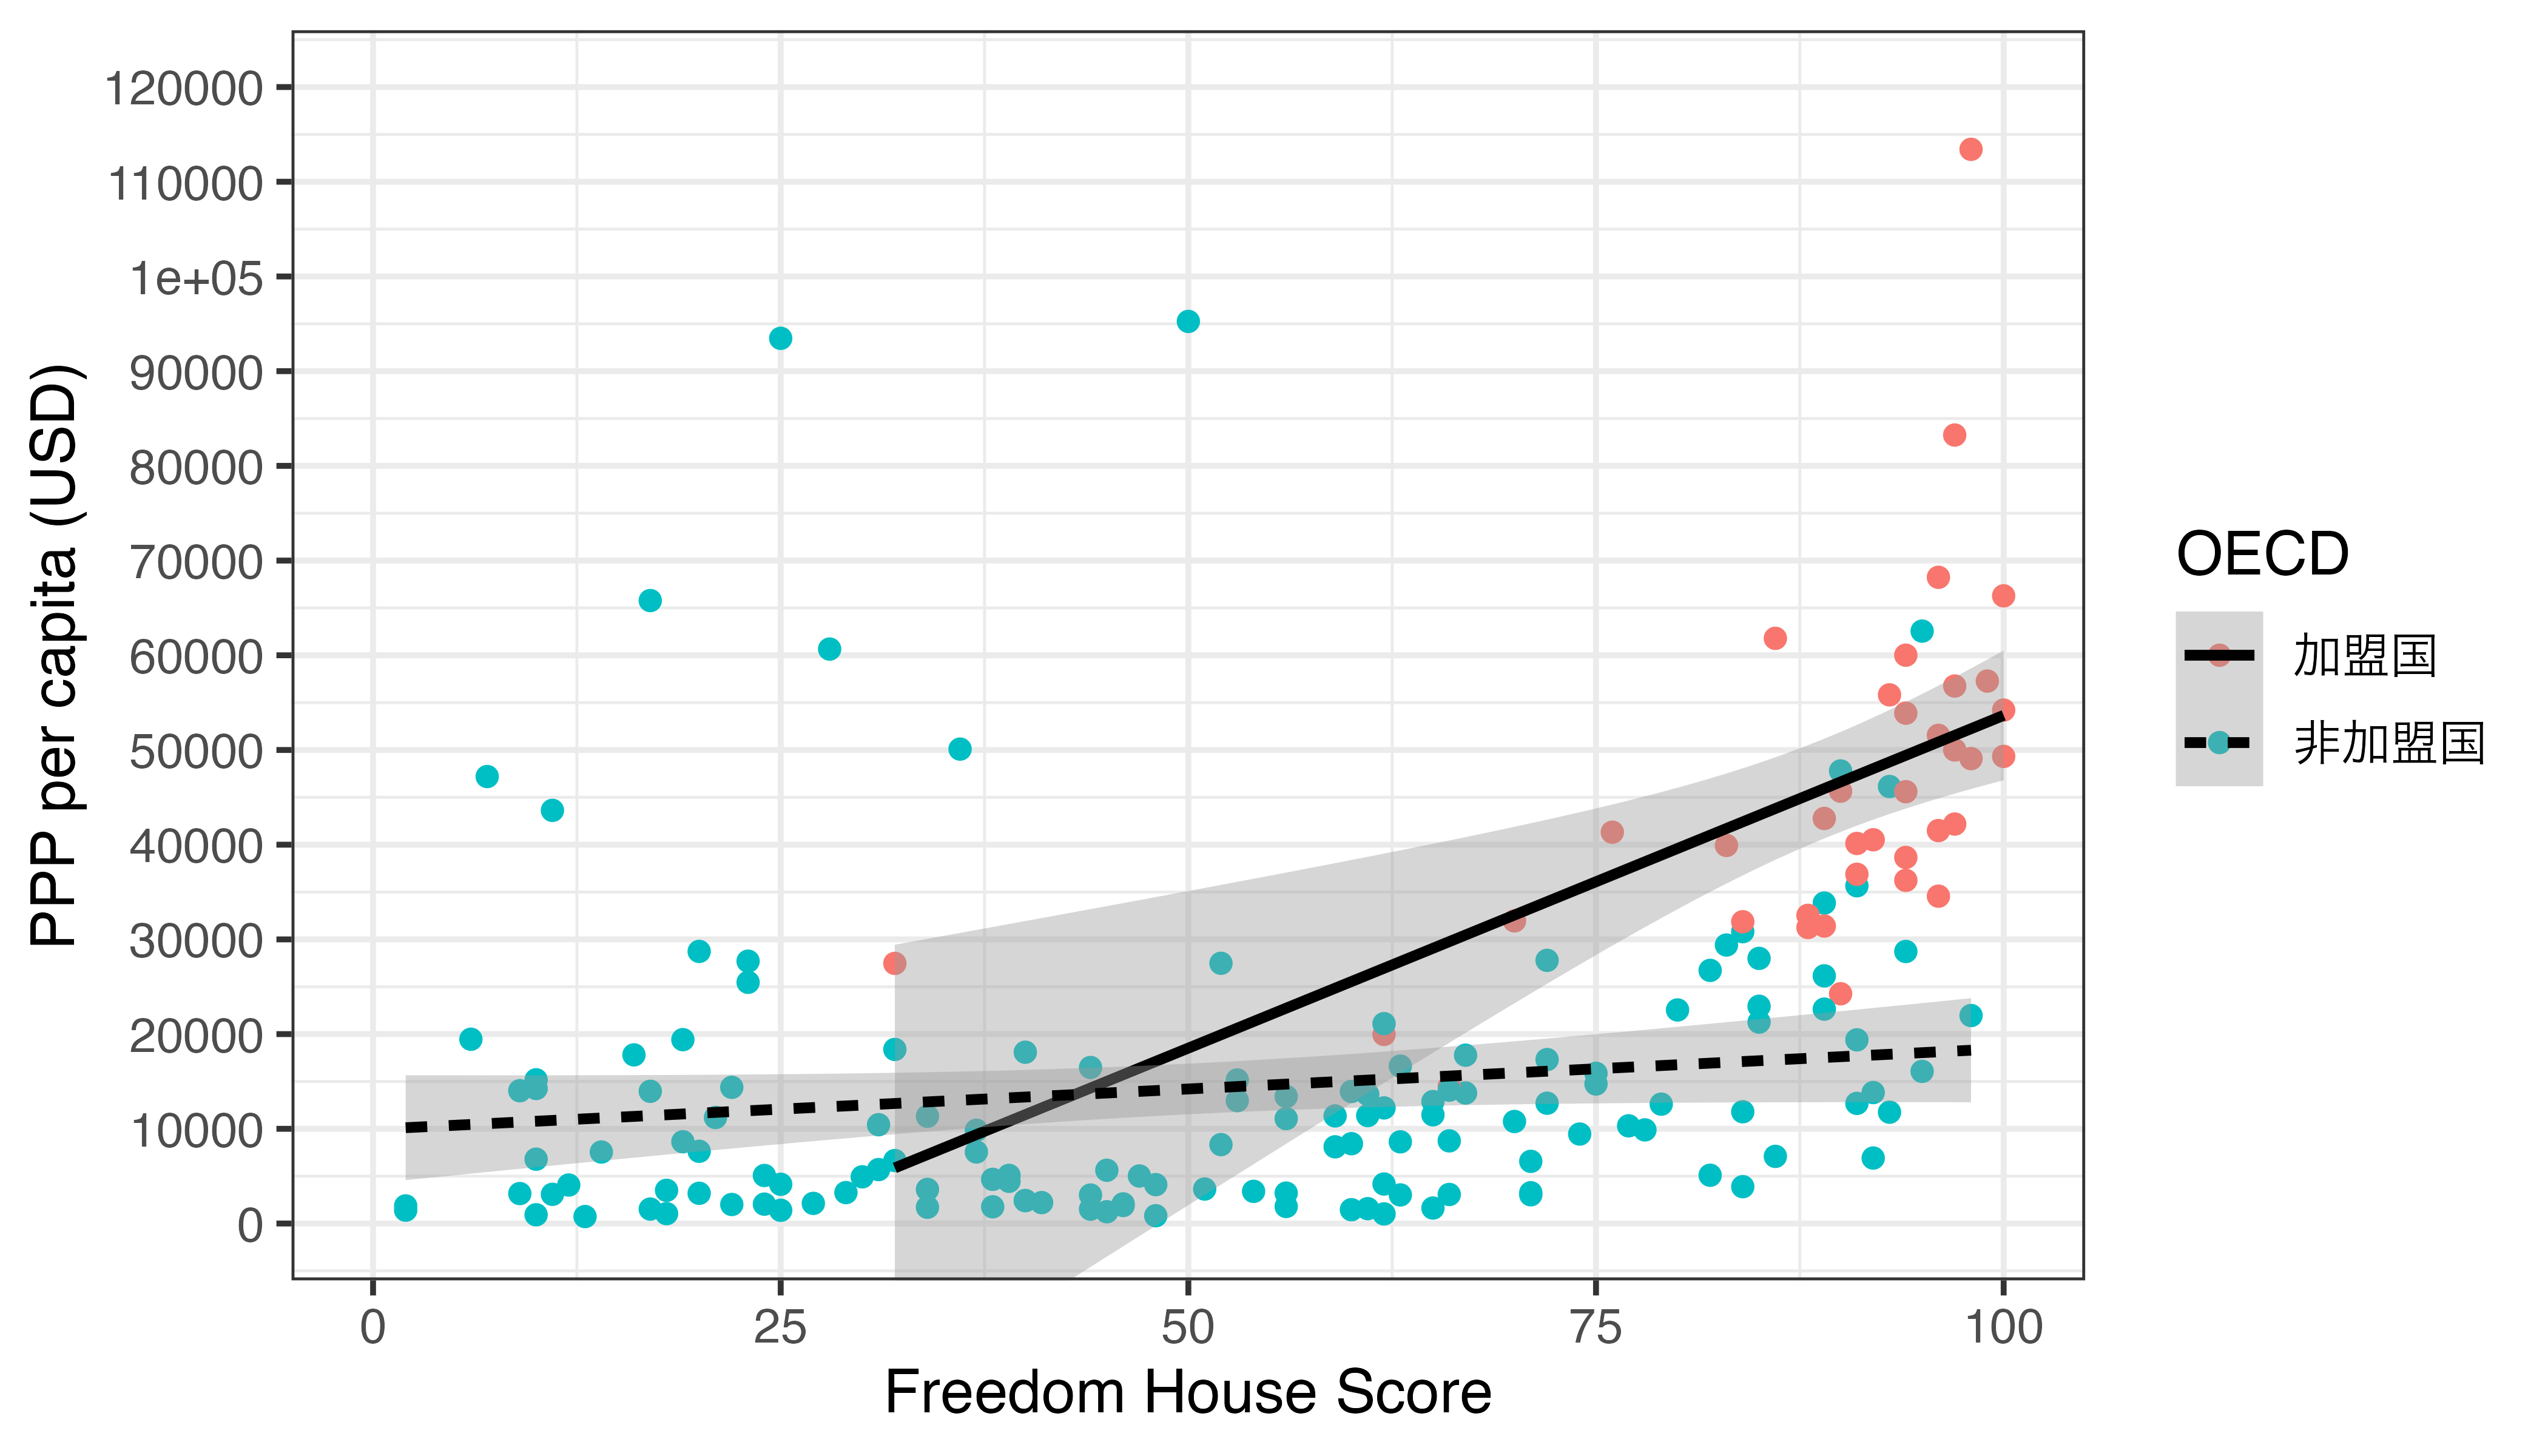 PPP per capita (USD)
120000
110000
1e+05
90000
80000
70000
60000
50000
40000
30000
20000
10000
0
0 25 50 75 100
Freedom House Score
OECD
加盟国
非加盟国